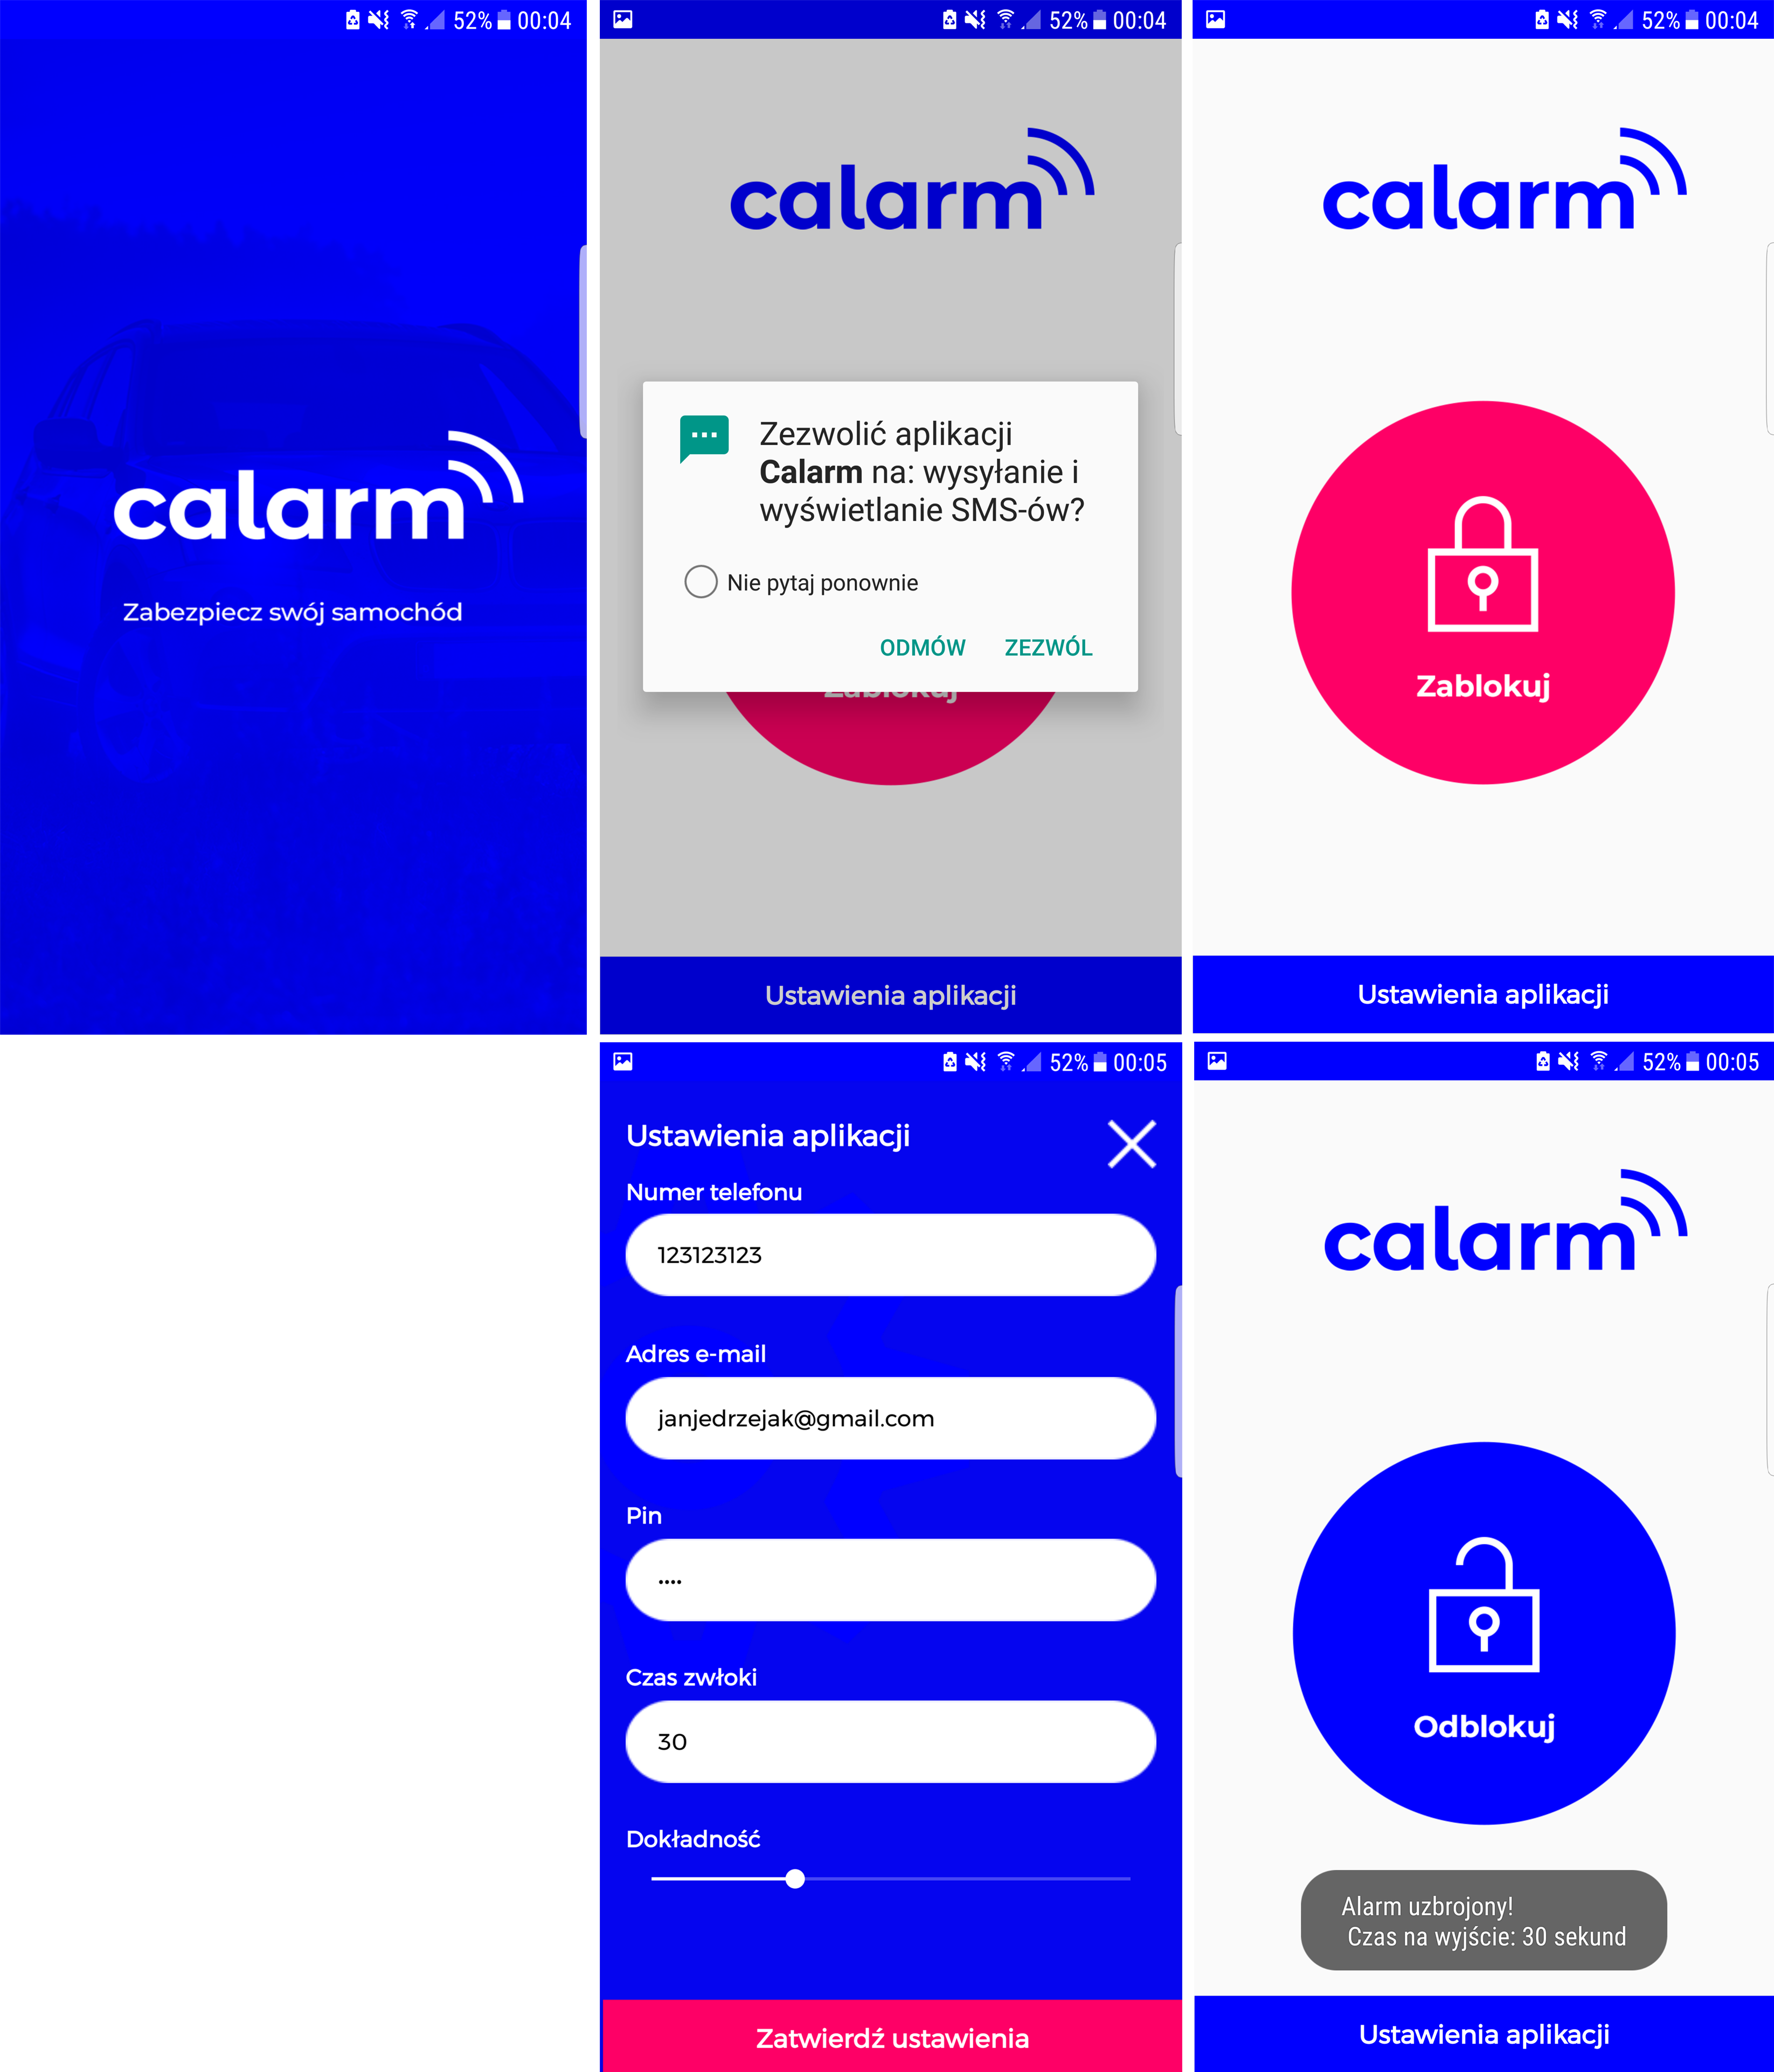 52% 00:04
calarm
Zabezpiecz swój samochód
52% 00:04
calarm
Zezwolić aplikacji
Calarm na: wysyłanie i
wyświetlanie SMS-ów?
Nie pytaj ponownie
ODMÓW ZEZWÓL
Zablokuj
Ustawienia aplikacji
52% 00:04
calarm
Zablokuj
Ustawienia aplikacji
52% 00:05
Ustawienia aplikacji
Numer telefonu
123123123
Adres e-mail
janjedrzejak@gmail.com
Pin
••••
Czas zwłoki
30
Dokładność
Zatwierdź ustawienia
52% 00:05
calarm
Odblokuj
Alarm uzbrojony!
Czas na wyjście: 30 sekund
Ustawienia aplikacji